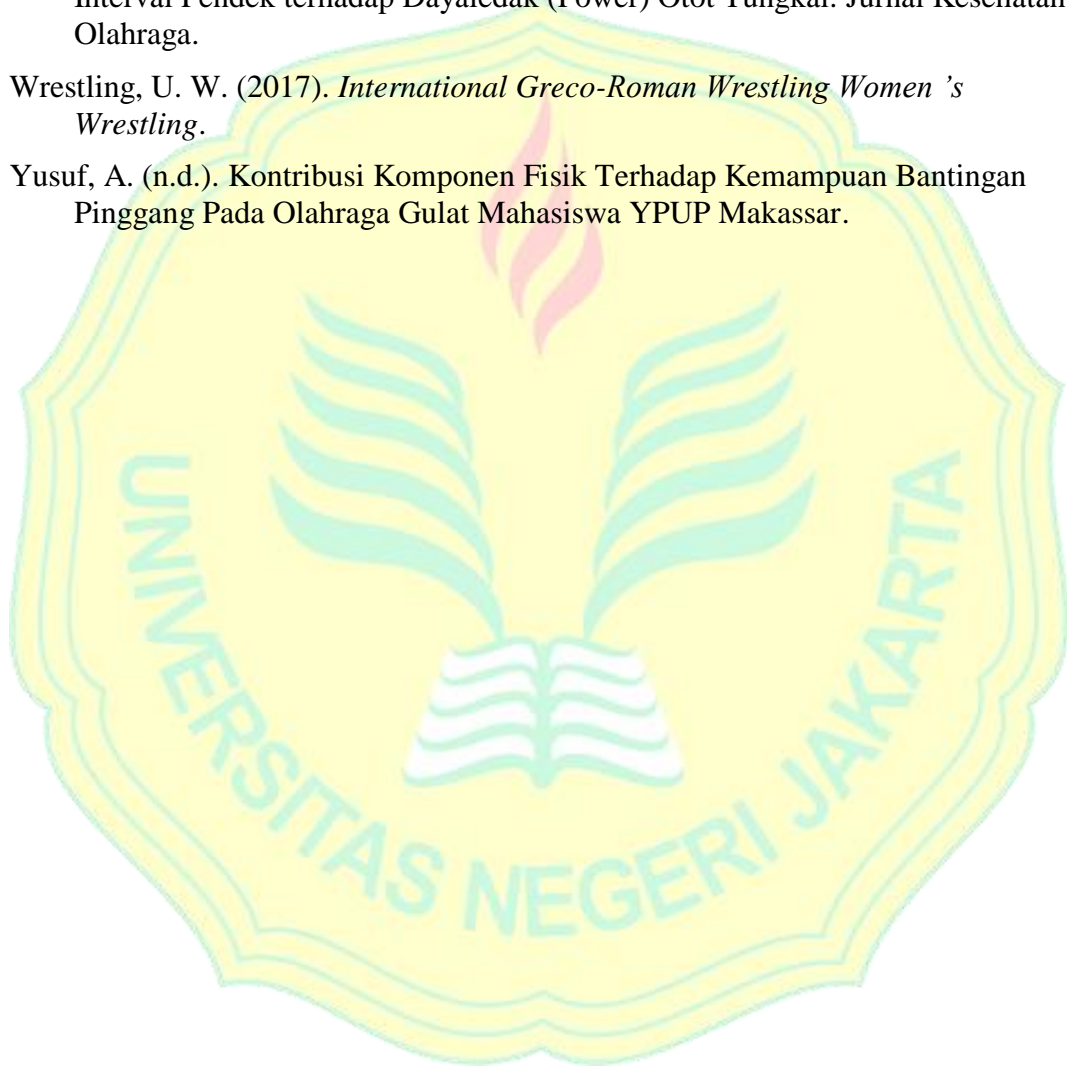 Interval Pendek terhadap Dayaledak (Power) Otot Tungkai. Jurnal Kesehatan
Olahraga.
Wrestling, U. W. (2017). International Greco-Roman Wrestling Women ’s
Wrestling.
Yusuf, A. (n.d.). Kontribusi Komponen Fisik Terhadap Kemampuan Bantingan
Pinggang Pada Olahraga Gulat Mahasiswa YPUP Makassar.
UNIVERSITAS NEGERI JAKARTA